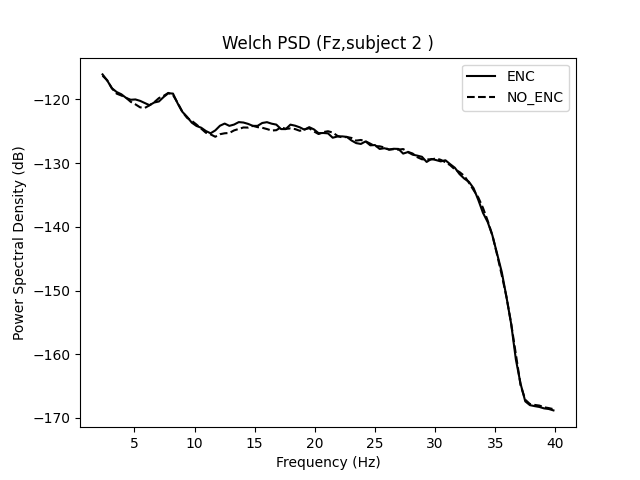 Welch PSD (Fz,subject 2 )
ENC
NO_ENC
Power Spectral Density (dB)
−120
−130
−140
−150
−160
−170
5 10 15 20 25 30 35 40
Frequency (Hz)